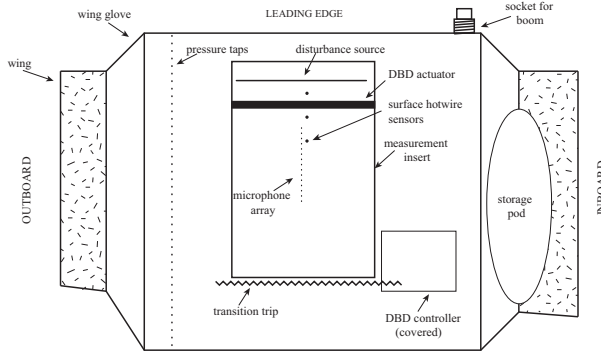 LEADING EDGE
socket for
boom
wing glove
wing
pressure taps
disturbance source
DBD actuator
surface hotwire
sensors
measurement
insert
microphone
array
OUTBOARD
INBOARD
storage
pod
transition trip
DBD controller
(covered)